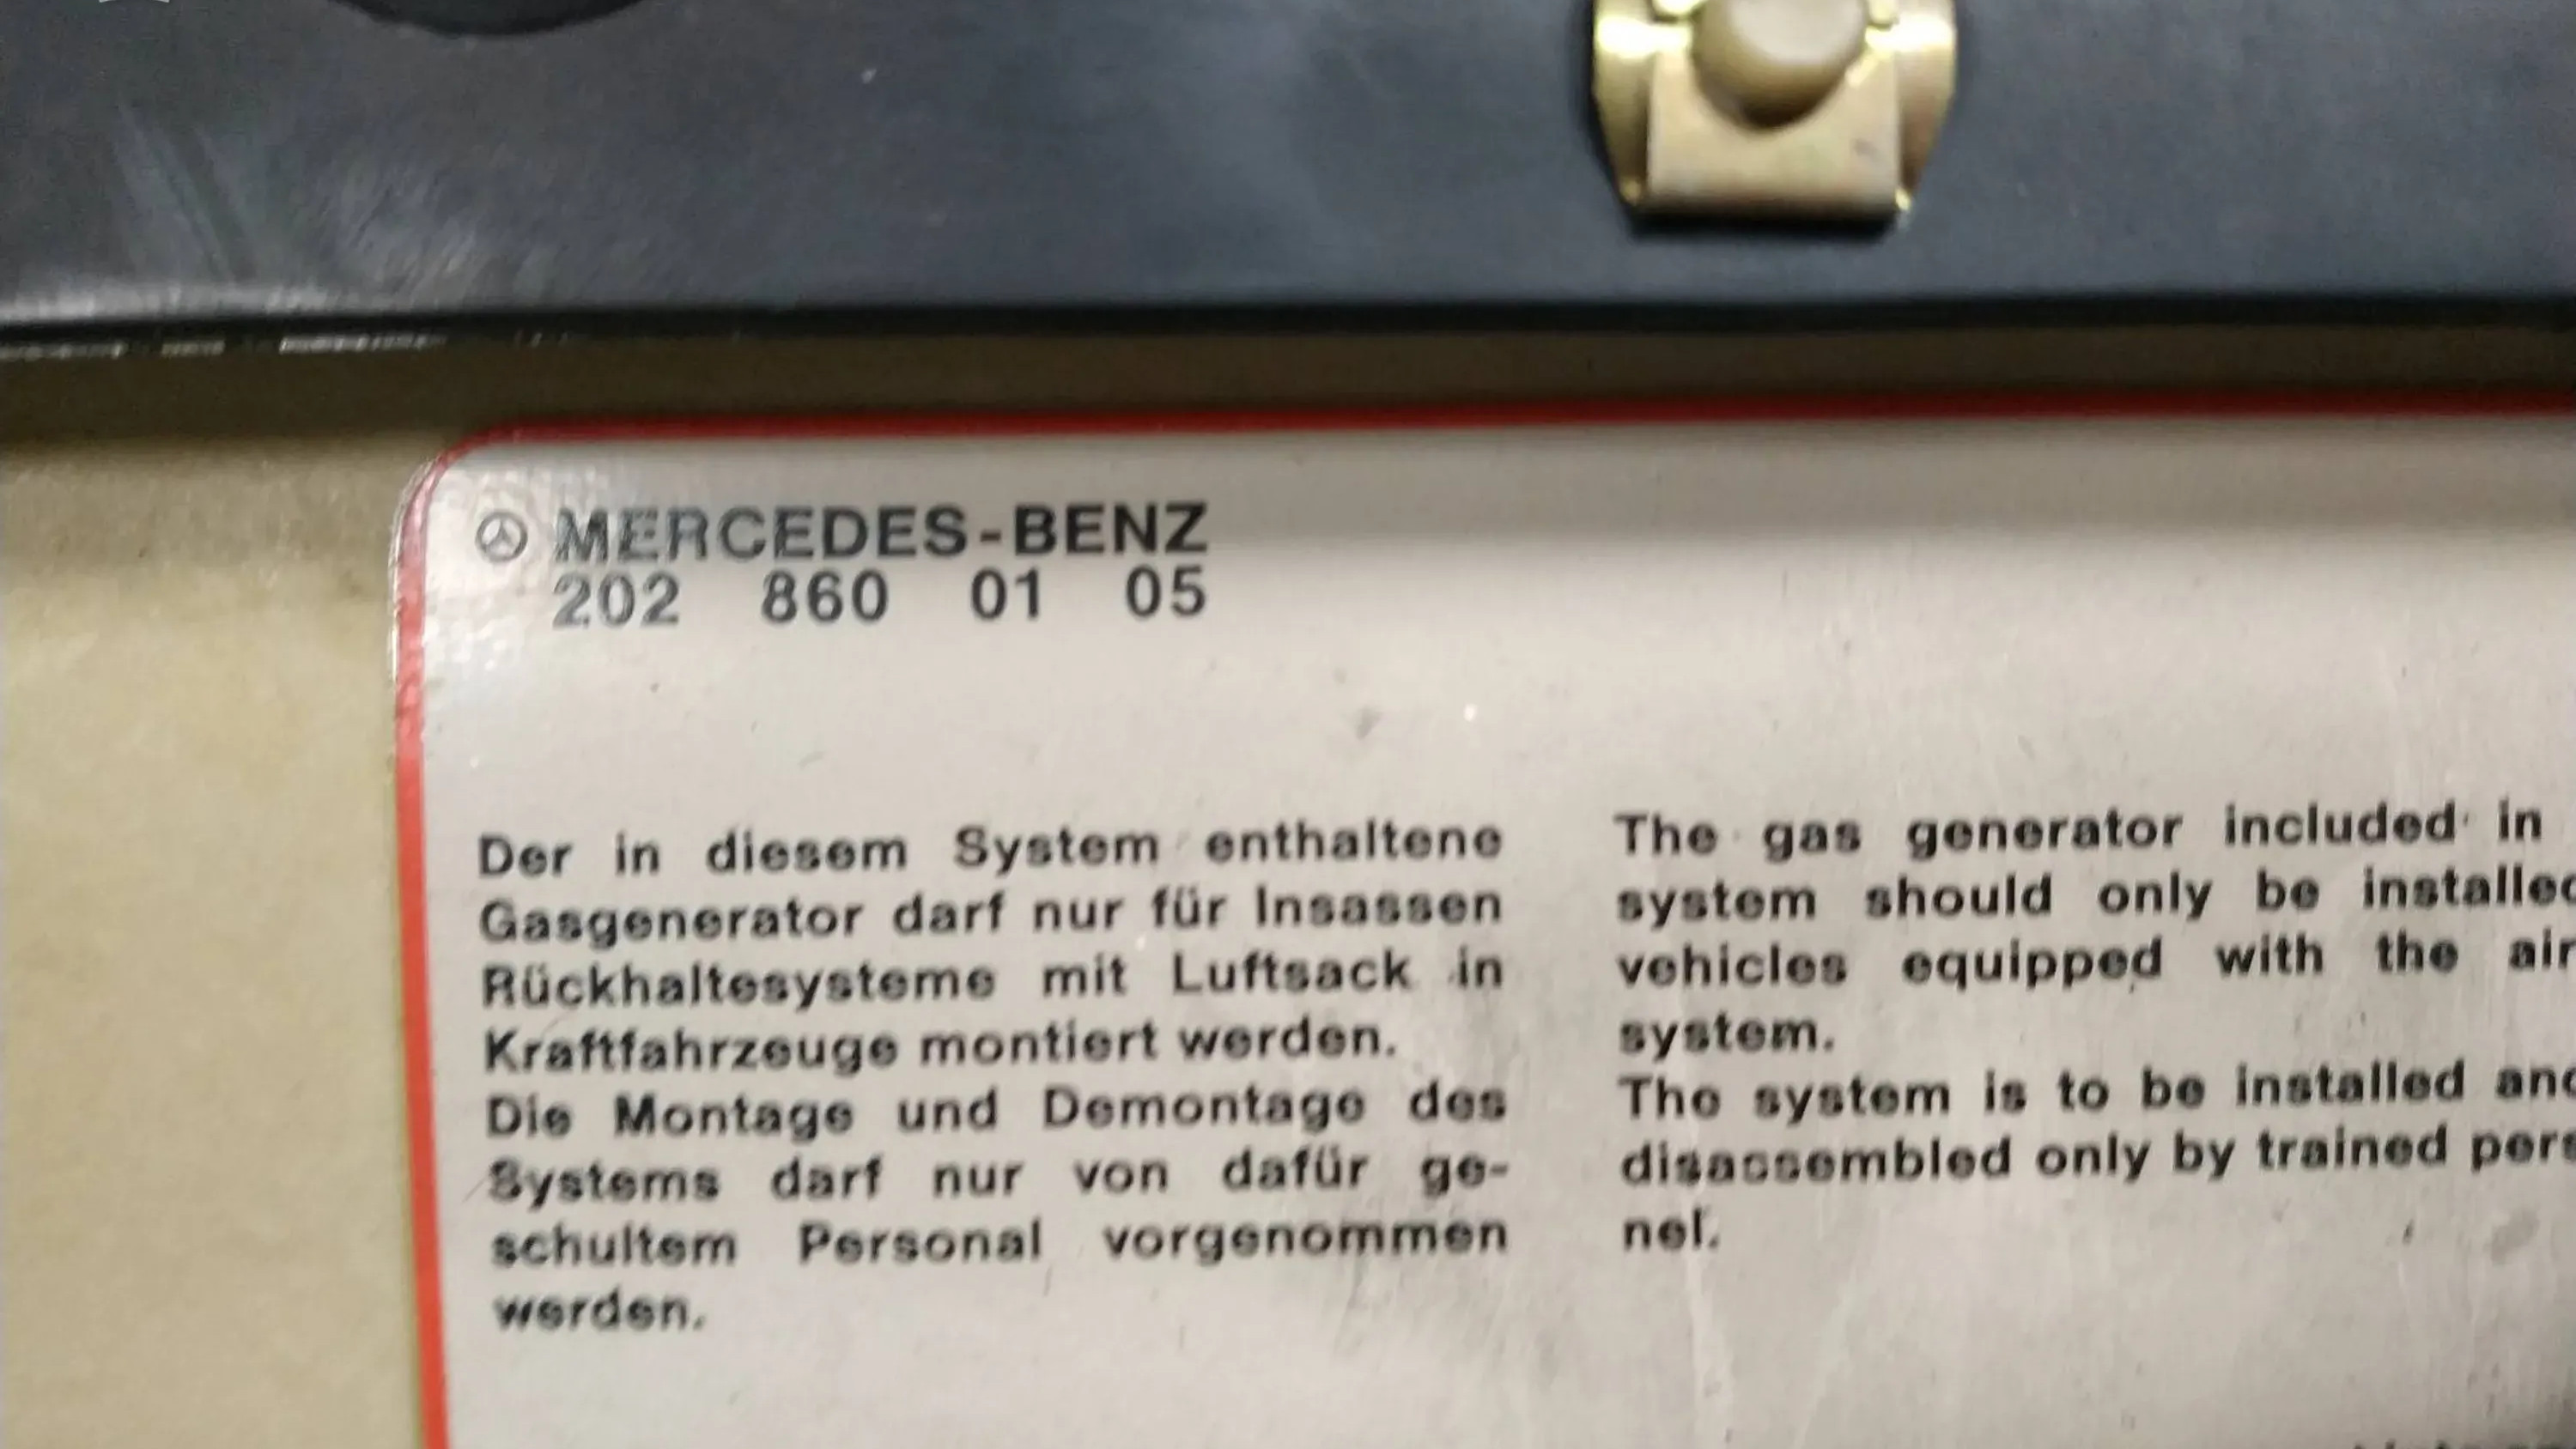 MERCEDES-BENZ
202 860 01 05
Der in diesem System enthaltene
Gasgenerator darf nur für Insassen
Rückhaltesysteme mit Luftsack in
Kraftfahrzeuge montiert werden.
Die Montage und Demontage des
Systems darf nur von dafür ge-
schultem Personal vorgenommen
werden.
The gas generator included in
system should only be installed
vehicles equipped with the air
system.
The system is to be installed and
disassembled only by trained pers
nel.